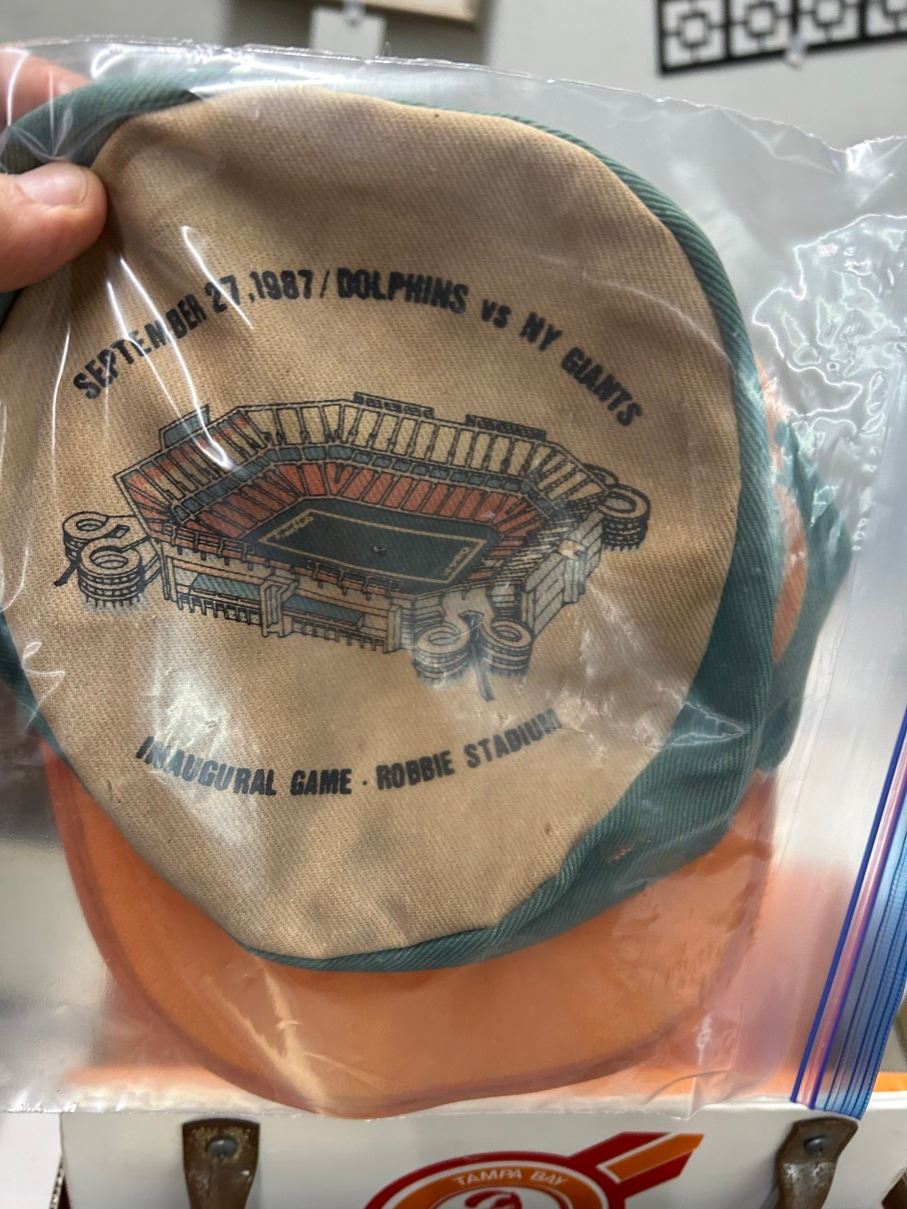 SEPTEMBER 27, 1987 / DOLPHINS vs NY GIANTS
INAUGURAL GAME · ROBBIE STADIUM
TAMPA BAY